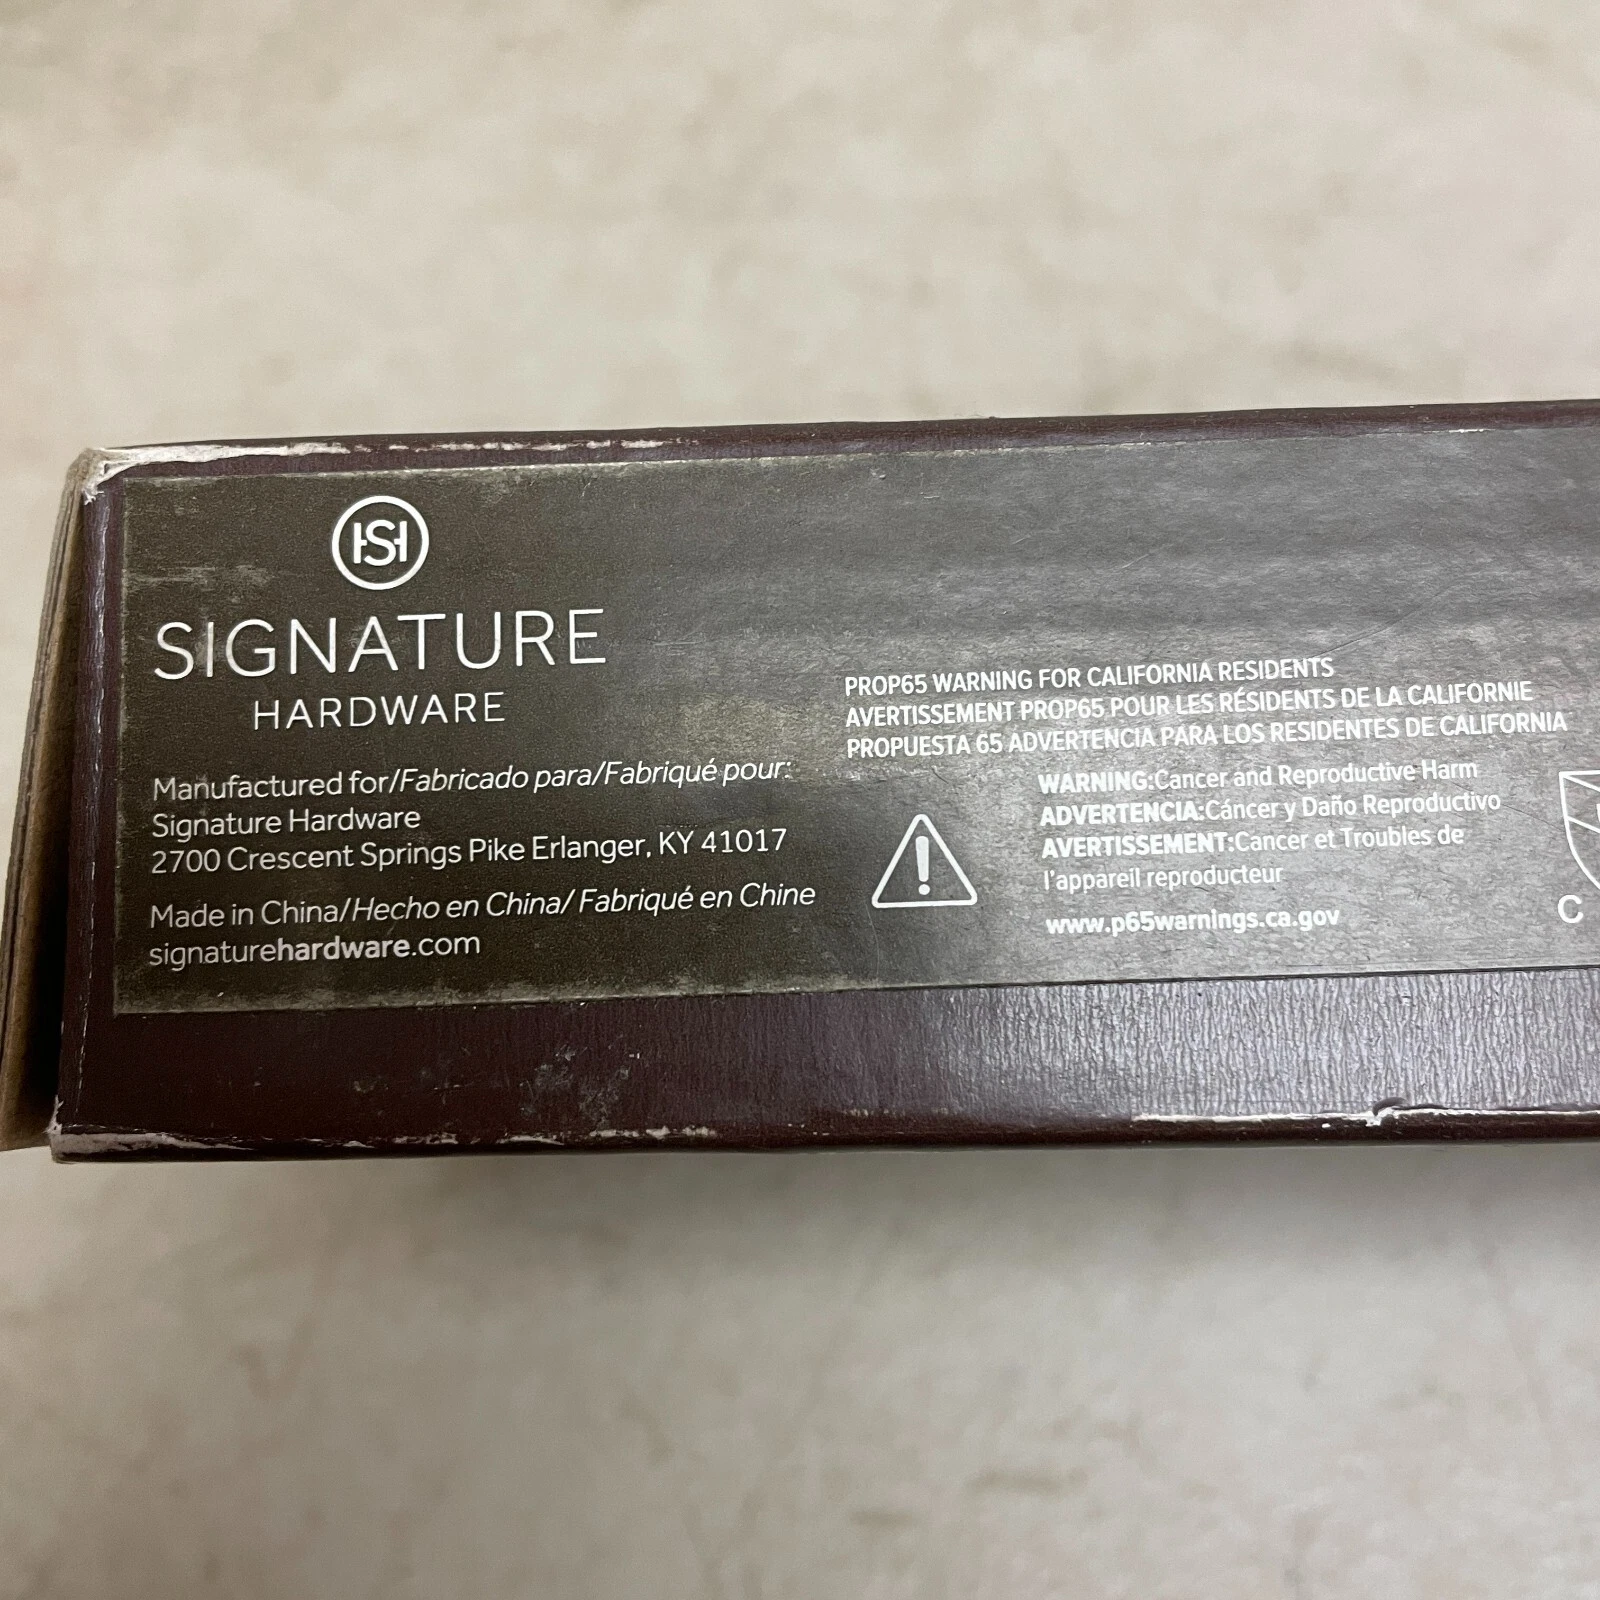 HSH
SIGNATURE
HARDWARE
Manufactured for/Fabricado para/Fabriqué pour:
Signature Hardware
2700 Crescent Springs Pike Erlanger, KY 41017
Made in China/Hecho en China/ Fabriqué en Chine
signaturehardware.com
PROP65 WARNING FOR CALIFORNIA RESIDENTS
AVERTISSEMENT PROP65 POUR LES RÉSIDENTS DE LA CALIFORNIE
PROPUESTA 65 ADVERTENCIA PARA LOS RESIDENTES DE CALIFORNIA
WARNING:Cancer and Reproductive Harm
ADVERTENCIA:Cáncer y Daño Reproductivo
AVERTISSEMENT:Cancer et Troubles de
l'appareil reproducteur
www.p65warnings.ca.gov
C